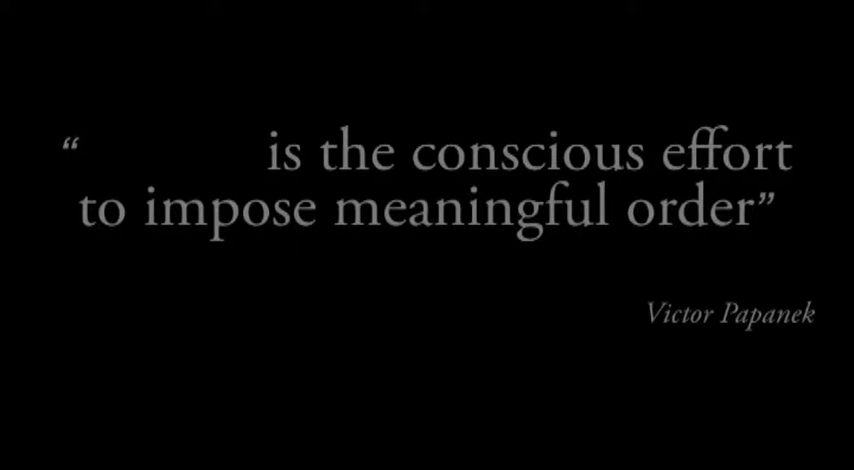 “ is the conscious effort
to impose meaningful order”
Victor Papanek